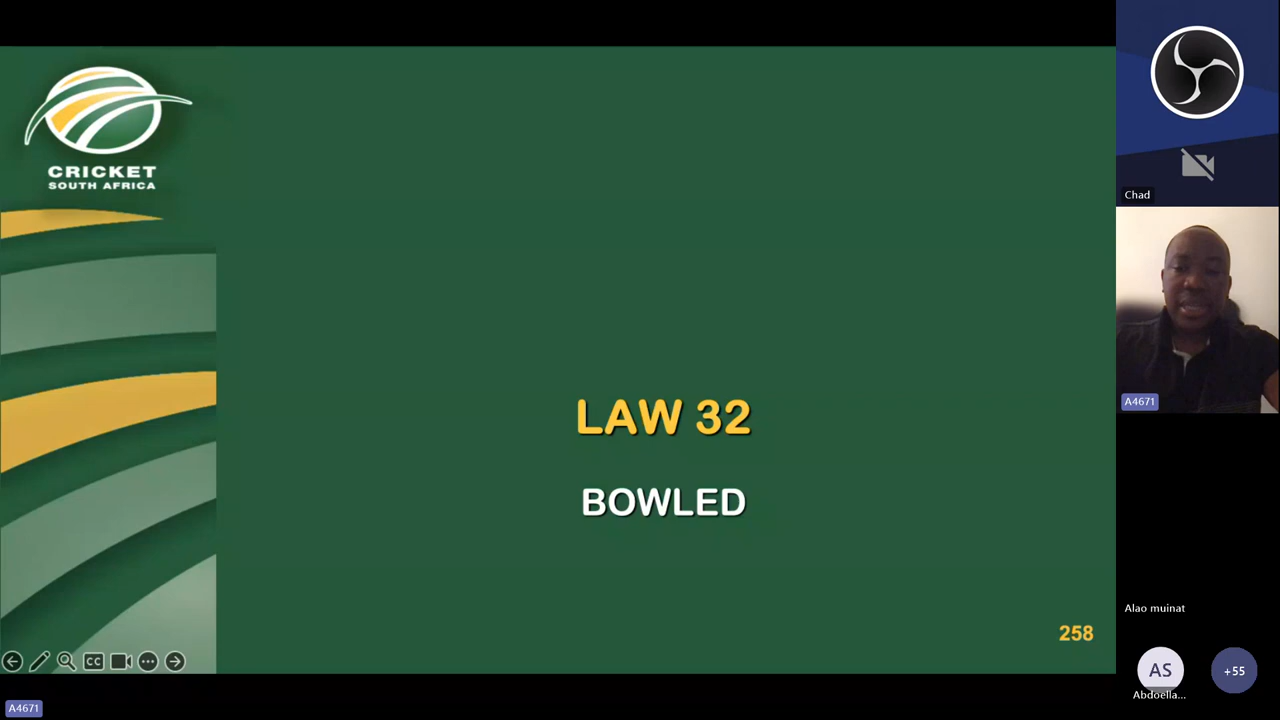 CRICKET
SOUTH AFRICA
LAW 32
BOWLED
258
CC
A4671
Chad
A4671
Alao muinat
AS
Abdoella...
+55